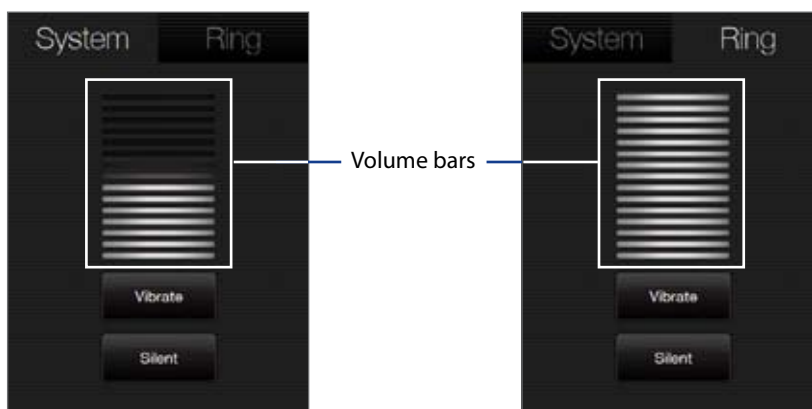 System Ring
Vibrate
Silent
Volume bars
System Ring
Vibrate
Silent